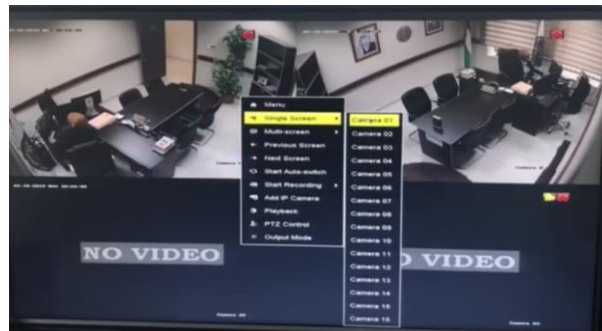 Menu
Single Screen
Multi-screen
Previous Screen
Next Screen
Start Auto-switch
Start Recording
Add IP Camera
Playback
PTZ Control
Output Mode
Camera 01
Camera 02
Camera 03
Camera 04
Camera 05
Camera 06
Camera 07
Camera 08
Camera 09
Camera 10
Camera 11
Camera 12
Camera 13
Camera 14
Camera 15
Camera 16
NO VIDEO
VIDEO